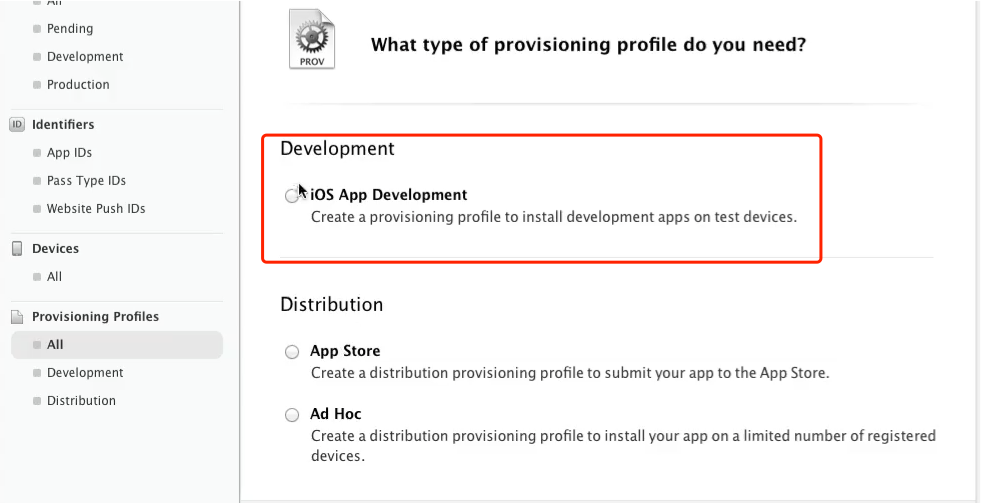 All
Pending
Development
Production
ID Identifiers
App IDs
Pass Type IDs
Website Push IDs
Devices
All
Provisioning Profiles
All
Development
Distribution
PROV
What type of provisioning profile do you need?
Development
iOS App Development
Create a provisioning profile to install development apps on test devices.
Distribution
App Store
Create a distribution provisioning profile to submit your app to the App Store.
Ad Hoc
Create a distribution provisioning profile to install your app on a limited number of registered
devices.